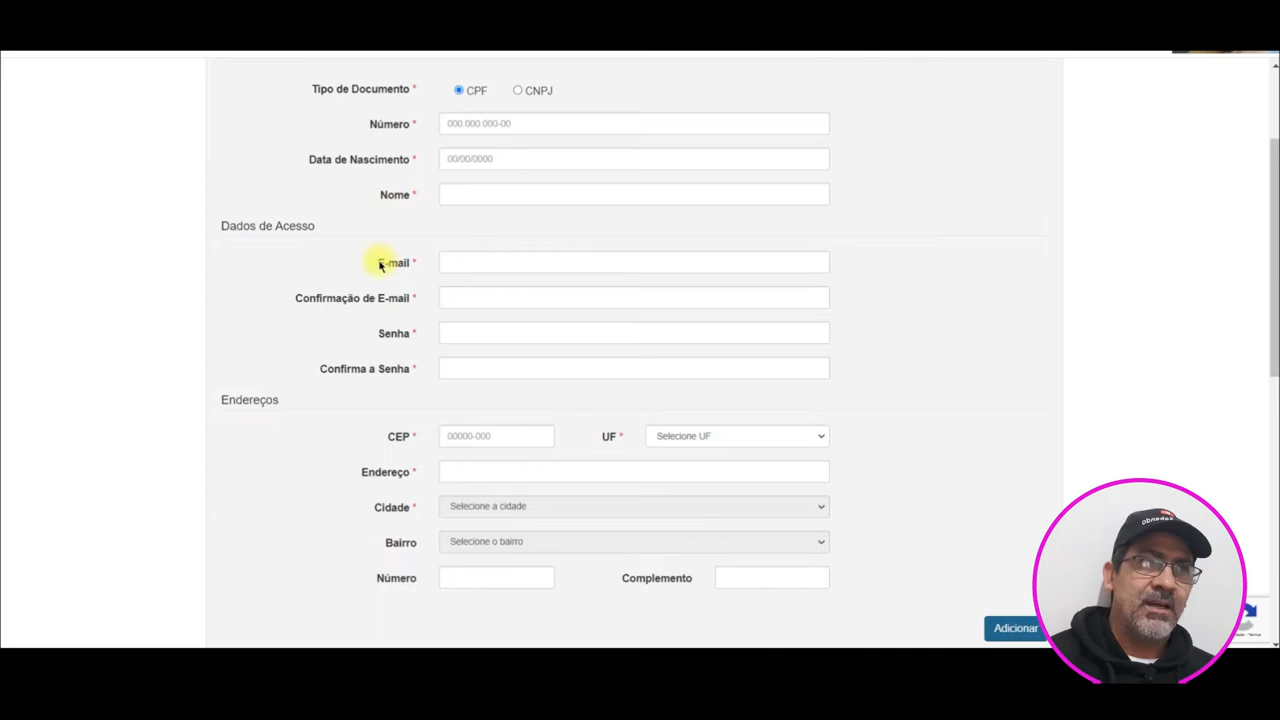 Tipo de Documento * CPF CNPJ
Número * 000.000.000-00
Data de Nascimento * 00/00/0000
Nome *
Dados de Acesso
E-mail *
Confirmação de E-mail *
Senha *
Confirma a Senha *
Endereços
CEP * 00000-000 UF * Selecione UF
Endereço *
Cidade * Selecione a cidade
Bairro Selecione o bairro
Número Complemento
Adicionar